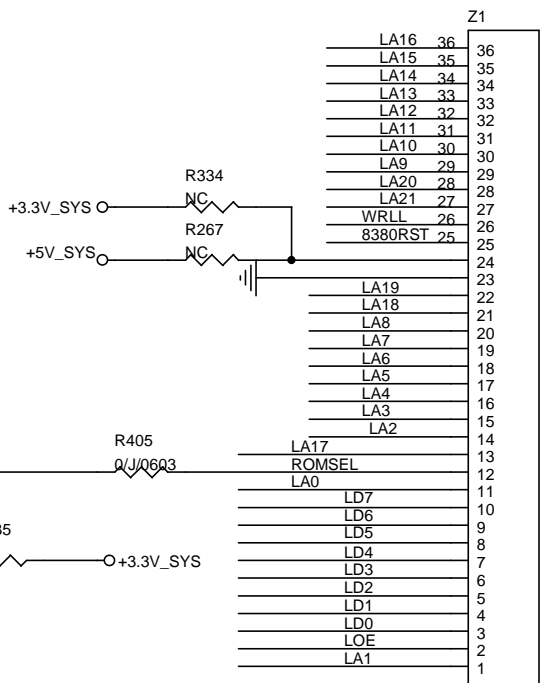 Z1
LA16 36 36
LA15 35 35
LA14 34 34
LA13 33 33
LA12 32 32
LA11 31 31
LA10 30 30
LA9 29 29
LA20 28 28
LA21 27 27
WRLL 26 26
8380RST 25 25
R334
NC
+3.3V_SYS
R267
NC
+5V_SYS
24
23
LA19 22
LA18 21
LA8 20
LA7 19
LA6 18
LA5 17
LA4 16
LA3 15
LA2 14
LA17 13
R405
0/J/0603
ROMSEL 12
LA0 11
LD7 10
LD6 9
LD5 8
LD4 7
LD3 6
LD2 5
LD1 4
LD0 3
LOE 2
LA1 1
35
+3.3V_SYS